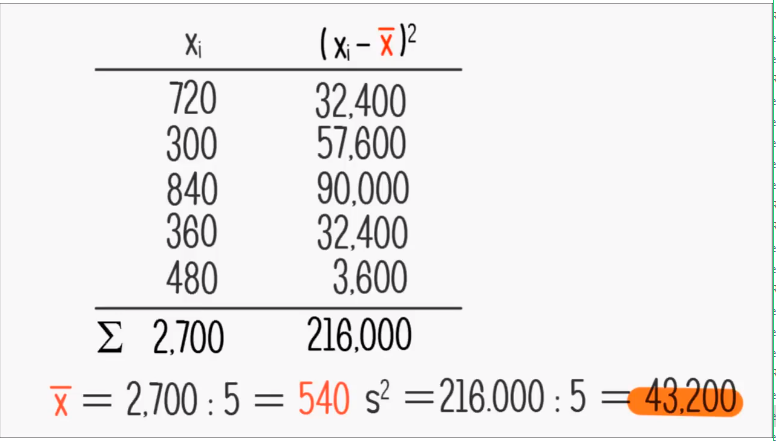 xᵢ (xᵢ – x̅)²
720 32,400
300 57,600
840 90,000
360 32,400
480 3,600
Σ 2,700 216,000
x̅ = 2,700 : 5 = 540 s² = 216.000 : 5 = 43,200